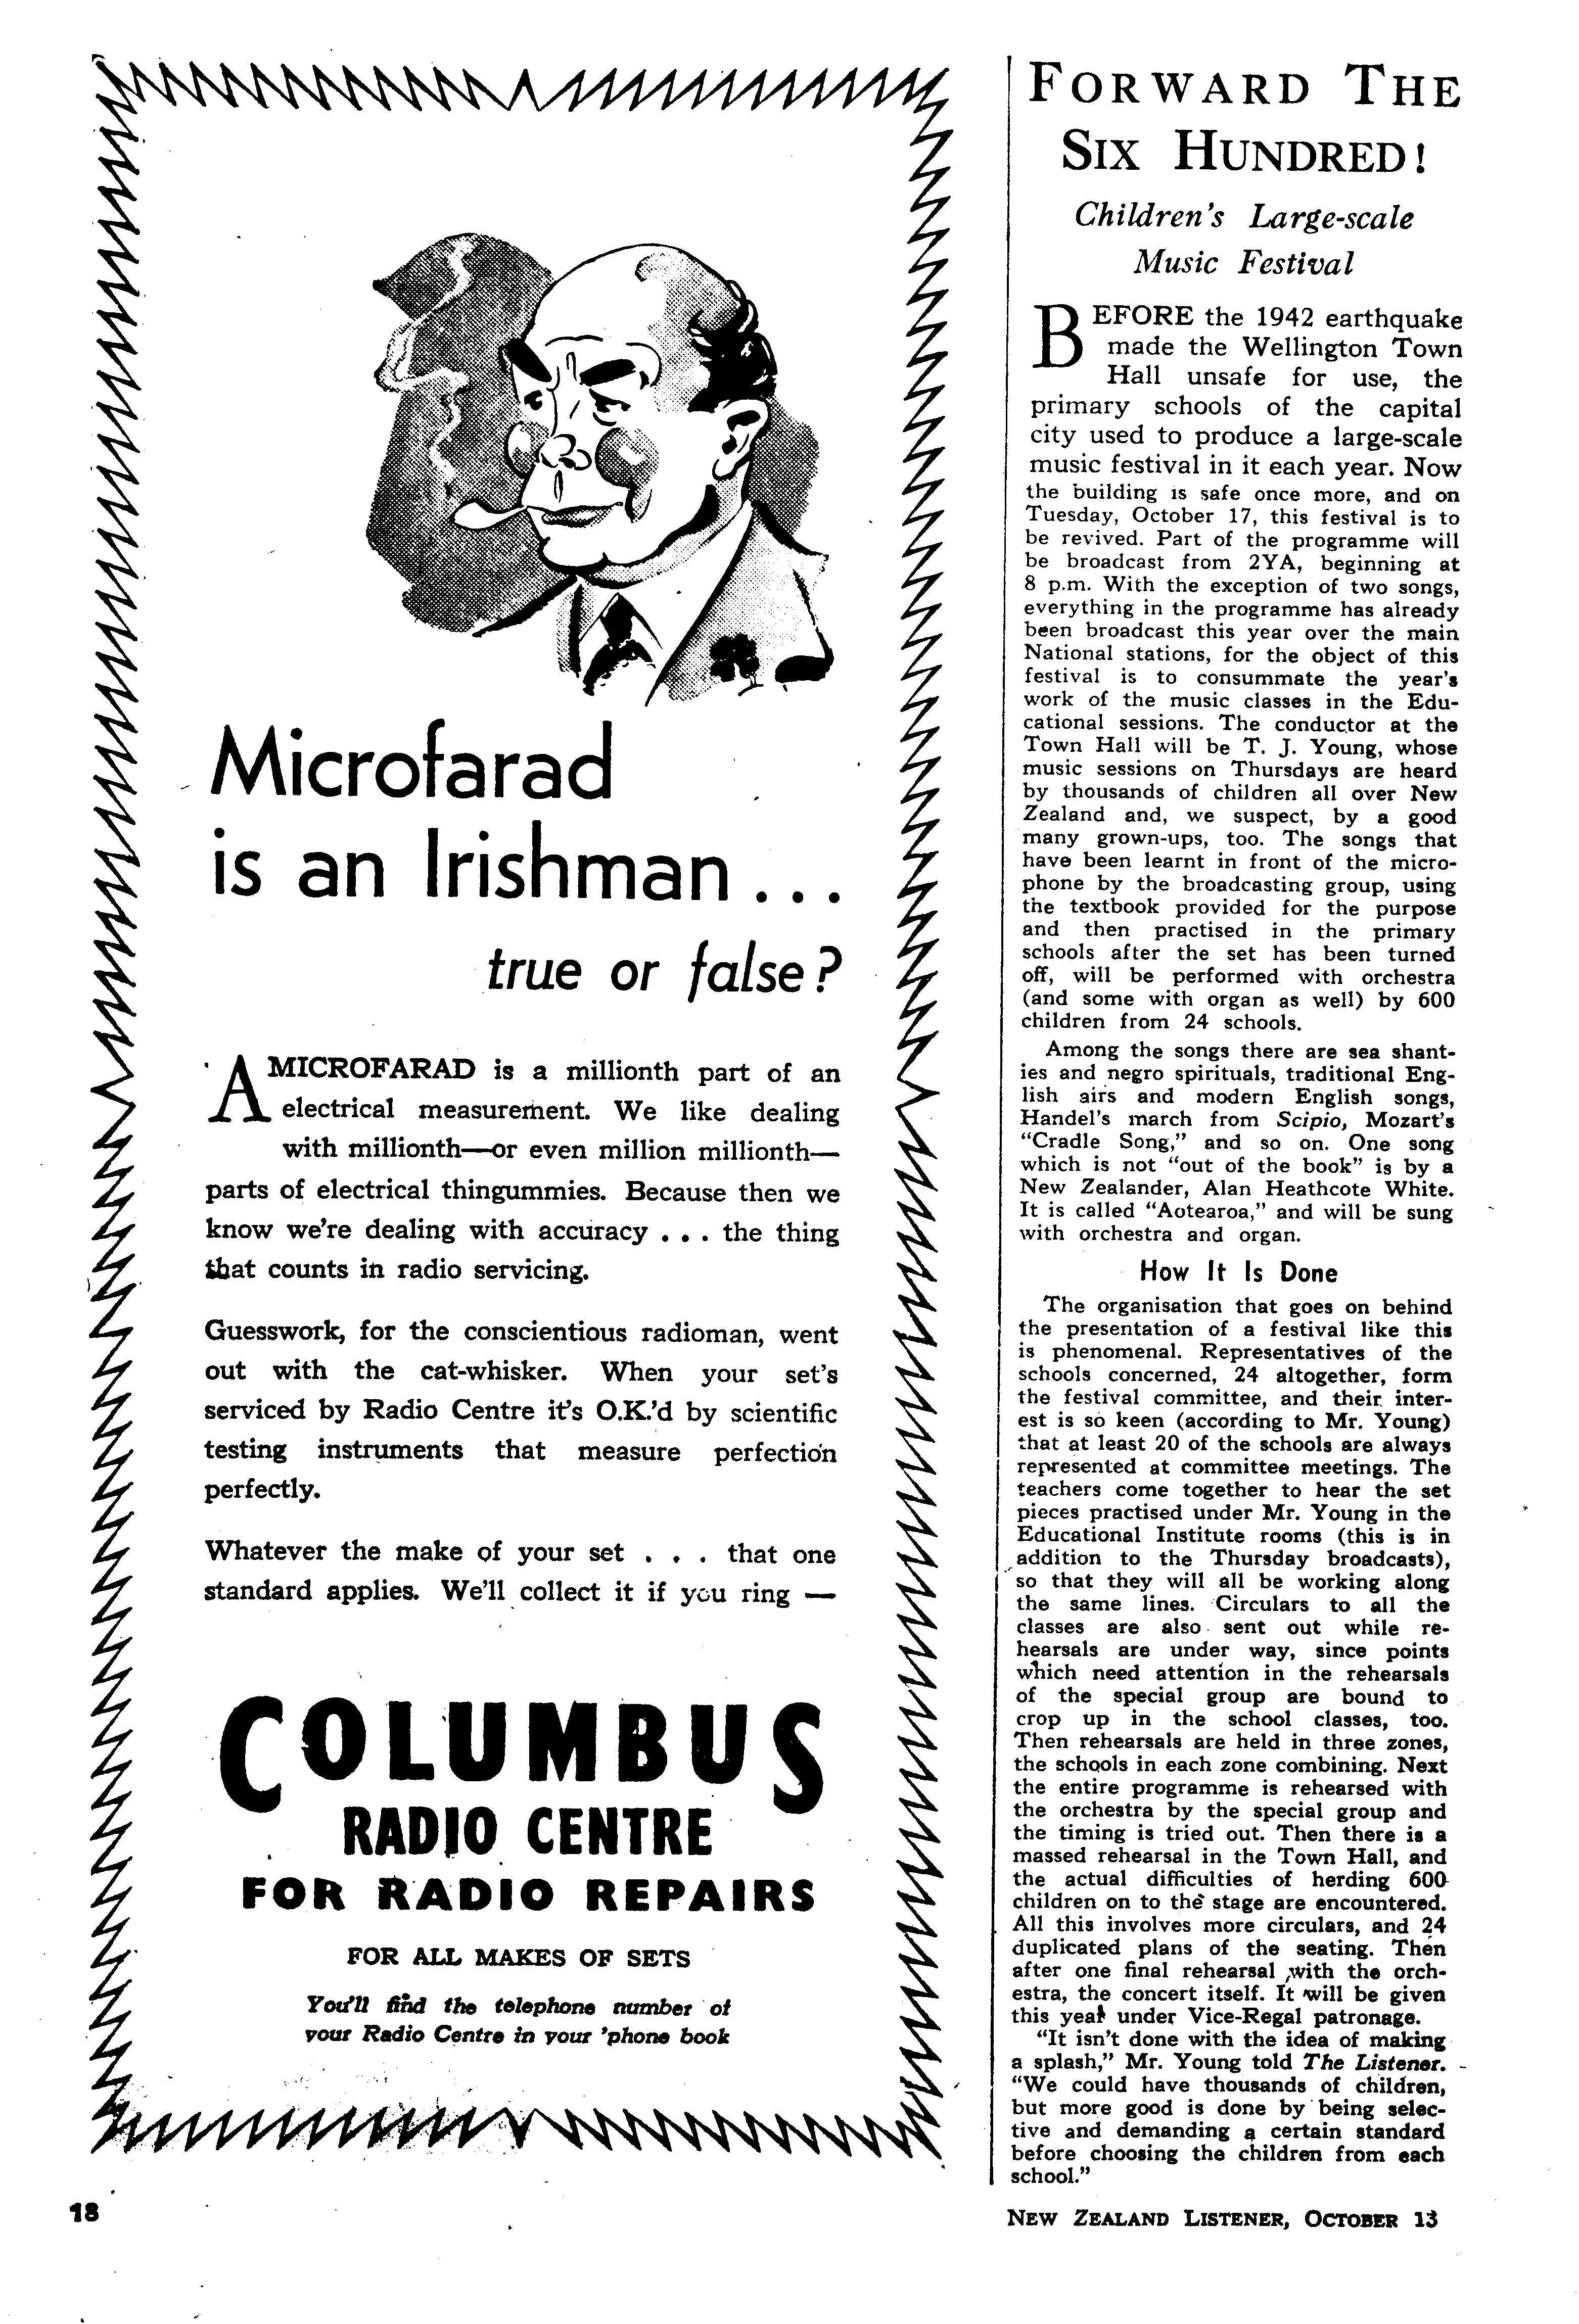 Microfarad
is an Irishman . . .
true or false?
A MICROFARAD is a millionth part of an
electrical measurement. We like dealing
with millionth—or even million millionth—
parts of electrical thingummies. Because then we
know we're dealing with accuracy . . . the thing
that counts in radio servicing.
Guesswork, for the conscientious radioman, went
out with the cat-whisker. When your set's
serviced by Radio Centre it's O.K.'d by scientific
testing instruments that measure perfection
perfectly.
Whatever the make of your set . . . that one
standard applies. We'll collect it if you ring —
COLUMBUS
RADIO CENTRE
FOR RADIO REPAIRS
FOR ALL MAKES OF SETS
You'll find the telephone number of
your Radio Centre in your 'phone book
18
FORWARD THE
SIX HUNDRED!
Children's Large-scale
Music Festival
BEFORE the 1942 earthquake
made the Wellington Town
Hall unsafe for use, the
primary schools of the capital
city used to produce a large-scale
music festival in it each year. Now
the building is safe once more, and on
Tuesday, October 17, this festival is to
be revived. Part of the programme will
be broadcast from 2YA, beginning at
8 p.m. With the exception of two songs,
everything in the programme has already
been broadcast this year over the main
National stations, for the object of this
festival is to consummate the year's
work of the music classes in the Edu-
cational sessions. The conductor at the
Town Hall will be T. J. Young, whose
music sessions on Thursdays are heard
by thousands of children all over New
Zealand and, we suspect, by a good
many grown-ups, too. The songs that
have been learnt in front of the micro-
phone by the broadcasting group, using
the textbook provided for the purpose
and then practised in the primary
schools after the set has been turned
off, will be performed with orchestra
(and some with organ as well) by 600
children from 24 schools.
Among the songs there are sea shant-
ies and negro spirituals, traditional Eng-
lish airs and modern English songs,
Handel's march from Scipio, Mozart's
"Cradle Song," and so on. One song
which is not "out of the book" is by a
New Zealander, Alan Heathcote White.
It is called "Aotearoa," and will be sung
with orchestra and organ.
How It Is Done
The organisation that goes on behind
the presentation of a festival like this
is phenomenal. Representatives of the
schools concerned, 24 altogether, form
the festival committee, and their inter-
est is so keen (according to Mr. Young)
that at least 20 of the schools are always
represented at committee meetings. The
teachers come together to hear the set
pieces practised under Mr. Young in the
Educational Institute rooms (this is in
addition to the Thursday broadcasts),
so that they will all be working along
the same lines. Circulars to all the
classes are also sent out while re-
hearsals are under way, since points
which need attention in the rehearsals
of the special group are bound to
crop up in the school classes, too.
Then rehearsals are held in three zones,
the schools in each zone combining. Next
the entire programme is rehearsed with
the orchestra by the special group and
the timing is tried out. Then there is a
massed rehearsal in the Town Hall, and
the actual difficulties of herding 600
children on to the stage are encountered.
All this involves more circulars, and 24
duplicated plans of the seating. Then
after one final rehearsal with the orch-
estra, the concert itself. It will be given
this year under Vice-Regal patronage.
"It isn't done with the idea of making
a splash," Mr. Young told The Listener.
"We could have thousands of children,
but more good is done by being selec-
tive and demanding a certain standard
before choosing the children from each
school."
NEW ZEALAND LISTENER, OCTOBER 13